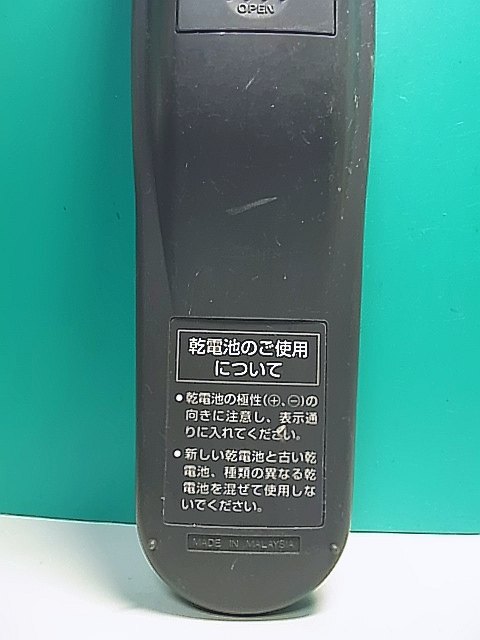 OPEN
乾電池のご使用
について
●乾電池の極性(⊕、⊖)の
向きに注意し、表示通
りに入れてください。
●新しい乾電池と古い乾
電池、種類の異なる乾
電池を混ぜて使用しな
いでください。
MADE IN MALAYSIA